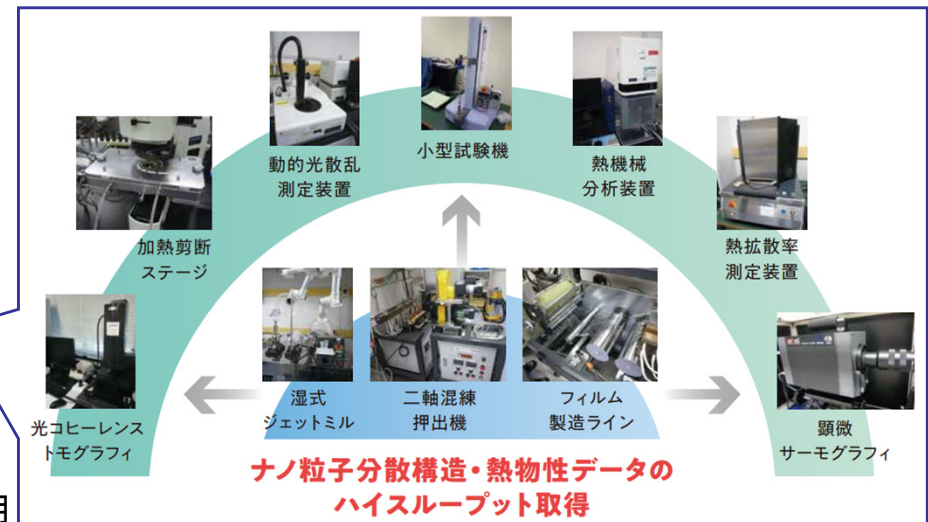 小型試験機
動的光散乱
測定装置
熱機械
分析装置
加熱剪断
ステージ
熱拡散率
測定装置
光コヒーレンス
トモグラフィ
湿式
ジェットミル
二軸混練
押出機
フィルム
製造ライン
顕微
サーモグラフィ
ナノ粒子分散構造・熱物性データの
ハイスループット取得
用